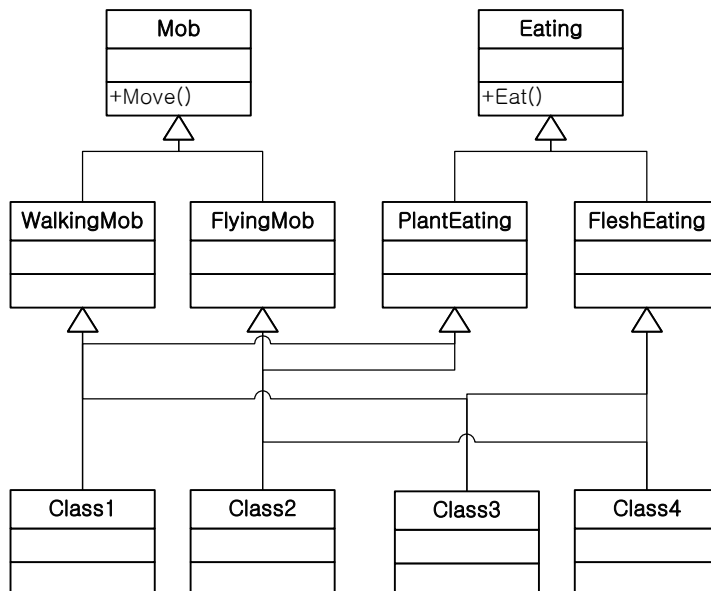 Mob
Eating
+Move()
+Eat()
WalkingMob
FlyingMob
PlantEating
FleshEating
Class1
Class2
Class3
Class4